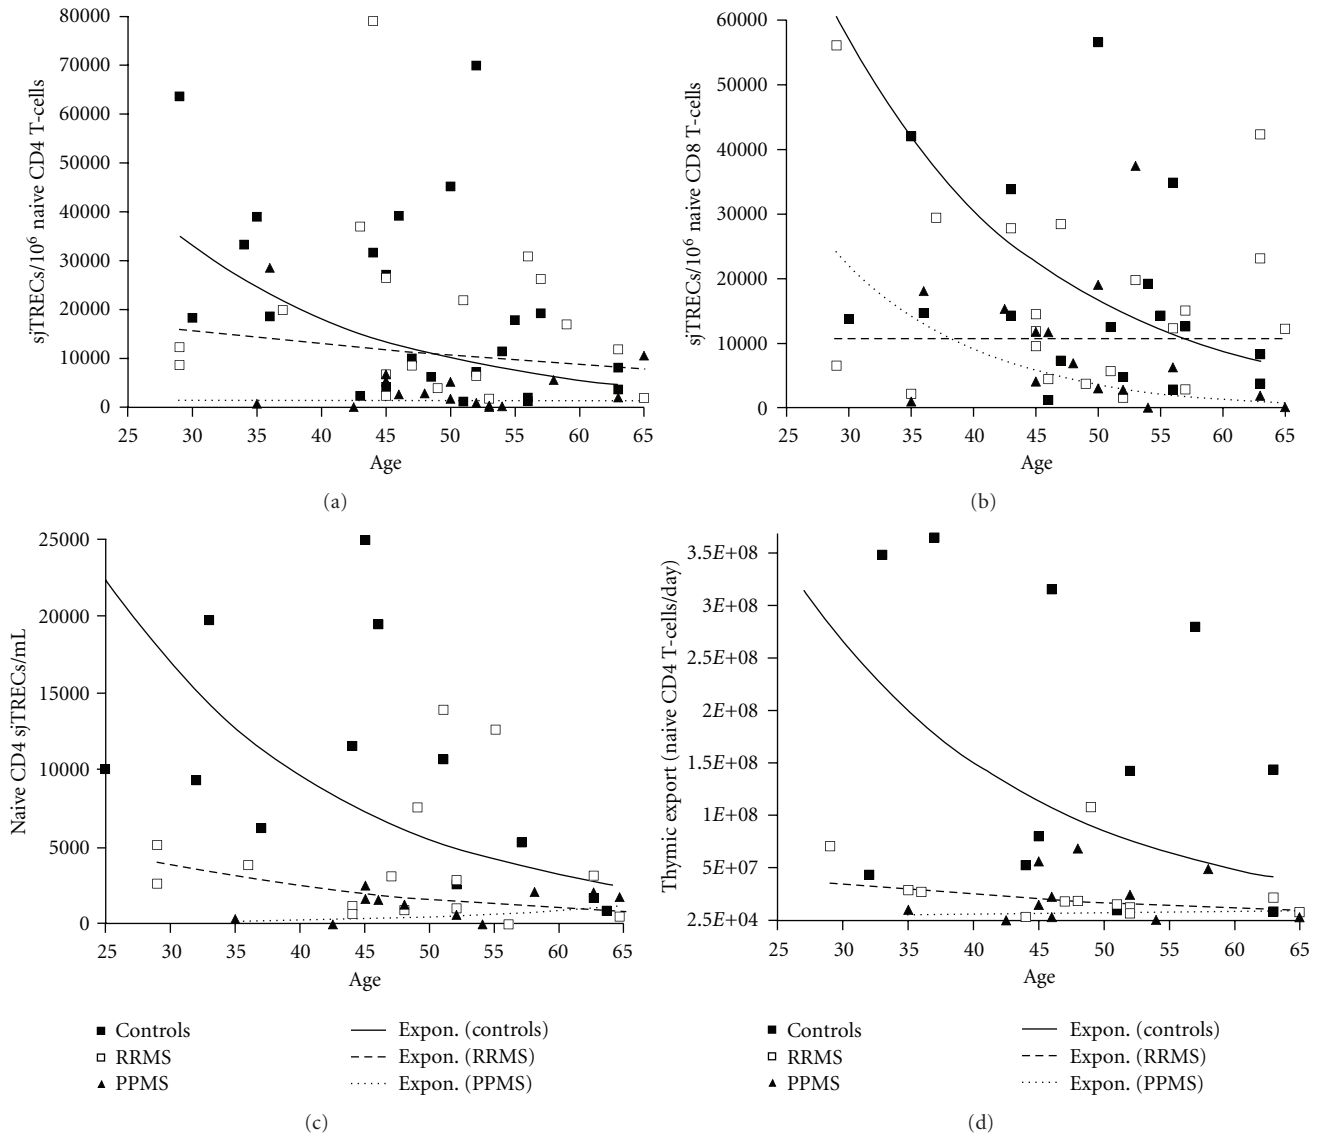 80000
70000
60000
50000
40000
30000
20000
10000
0
sjTRECs/10⁶ naive CD4 T-cells
25 30 35 40 45 50 55 60 65
Age
(a)
60000
50000
40000
30000
20000
10000
0
sjTRECs/10⁶ naive CD8 T-cells
25 30 35 40 45 50 55 60 65
Age
(b)
25000
20000
15000
10000
5000
0
Naive CD4 sjTRECs/mL
25 30 35 40 45 50 55 60 65
Age
Controls Expon. (controls)
RRMS Expon. (RRMS)
PPMS Expon. (PPMS)
(c)
3.5E+08
3E+08
2.5E+08
2E+08
1.5E+08
1E+08
5E+07
2.5E+04
Thymic export (naive CD4 T-cells/day)
25 30 35 40 45 50 55 60 65
Age
Controls Expon. (controls)
RRMS Expon. (RRMS)
PPMS Expon. (PPMS)
(d)